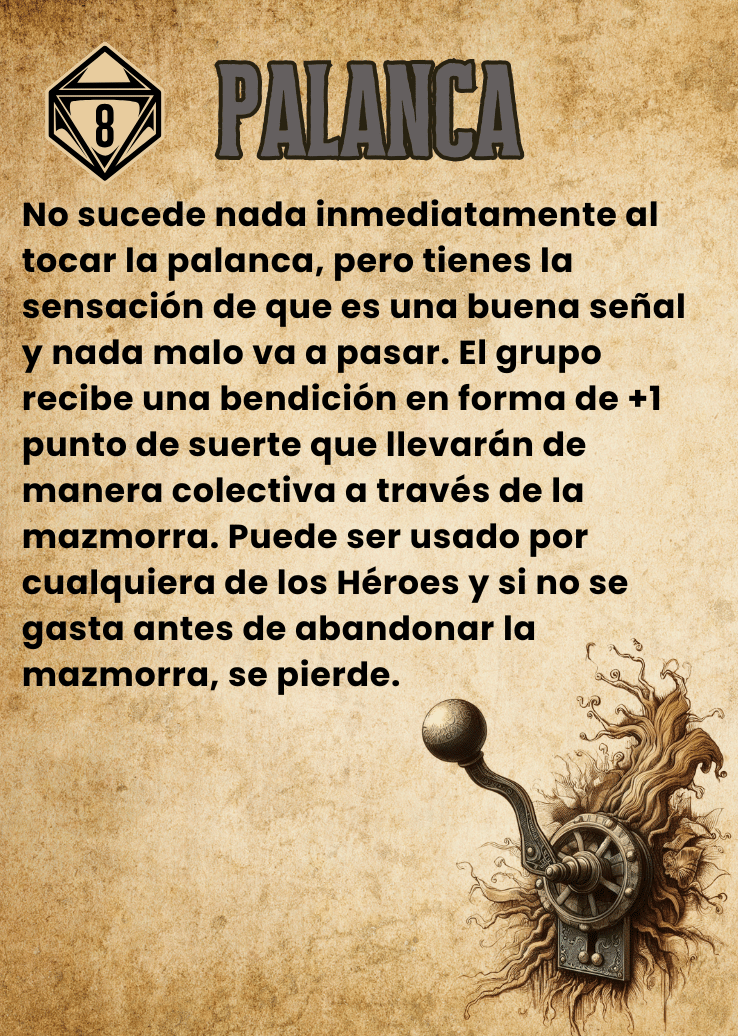 8
PALANCA
No sucede nada inmediatamente al
tocar la palanca, pero tienes la
sensación de que es una buena señal
y nada malo va a pasar. El grupo
recibe una bendición en forma de +1
punto de suerte que llevarán de
manera colectiva a través de la
mazmorra. Puede ser usado por
cualquiera de los Héroes y si no se
gasta antes de abandonar la
mazmorra, se pierde.